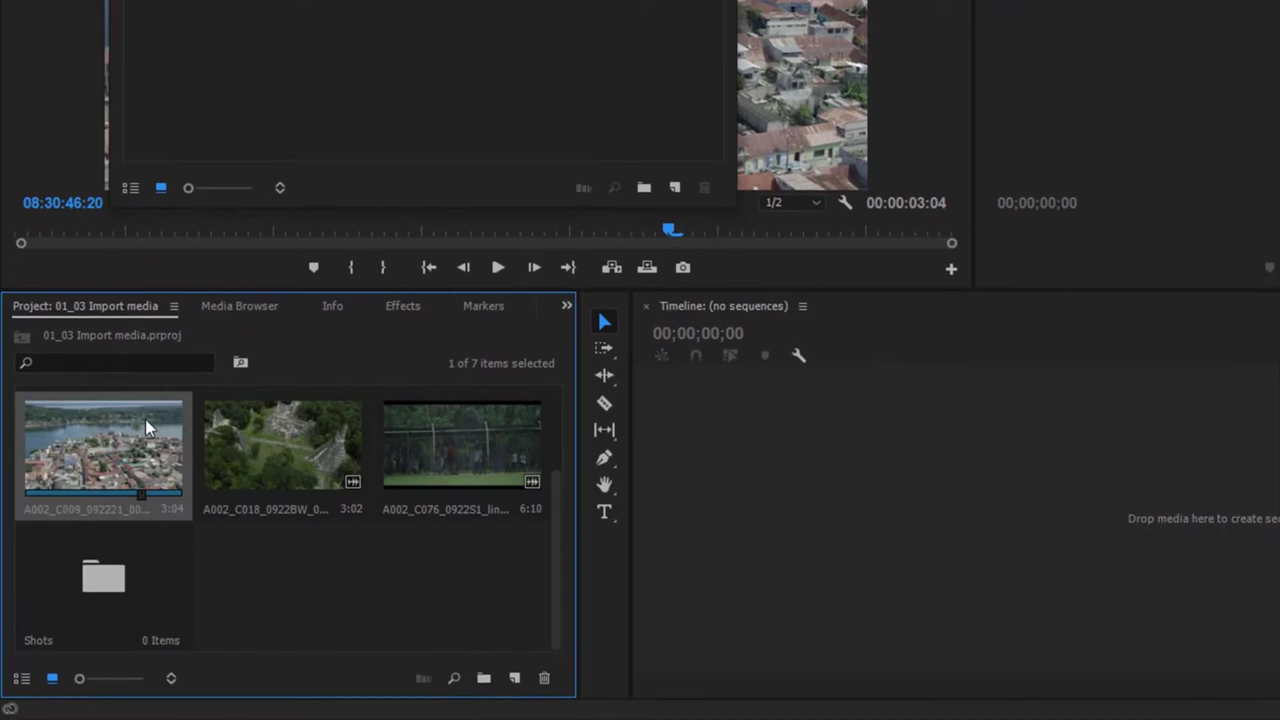 08:30:46:20
1/2
00:00:03:04
00;00;00;00
Project: 01_03 Import media
Media Browser
Info
Effects
Markers
Timeline: (no sequences)
01_03 Import media.prproj
00;00;00;00
1 of 7 items selected
A002_C009_092221_00... 3:04
A002_C018_0922BW_0... 3:02
A002_C076_0922S1_lin... 6:10
Drop media here to create se
Shots
0 Items